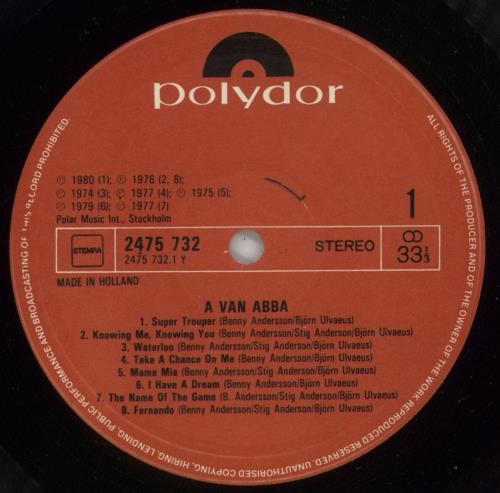 polydor
℗ 1980 (1); ℗ 1976 (2, 8);
℗ 1974 (3) ℗ 1977 (4); ℗ 1975 (5);
℗ 1979 (6) ℗ 1977 (7)
Polar Music Int., Stockholm
1
STEMRA
2475 732
2475 732.1 Y
STEREO
33 1/3
MADE IN HOLLAND
A VAN ABBA
1. Super Trouper (Benny Andersson/Björn Ulvaeus)
2. Knowing Me, Knowing You (Benny Andersson/Stig Anderson/Björn Ulvaeus)
3. Waterloo (Benny Andersson/Stig Anderson/Björn Ulvaeus)
4. Take A Chance On Me (Benny Andersson/Björn Ulvaeus)
5. Mama Mia (Benny Andersson/Stig Anderson/Björn Ulvaeus)
6. I Have A Dream (Benny Andersson/Björn Ulvaeus)
7. The Name Of The Game (B. Andersson/Stig Anderson/Björn Ulvaeus)
8. Fernando (Benny Andersson/Stig Anderson/Björn Ulvaeus)
ALL RIGHTS OF THE PRODUCER AND OF THE OWNER OF THE WORK REPRODUCED RESERVED. UNAUTHORISED COPYING, HIRING, LENDING, PUBLIC PERFORMANCE AND BROADCASTING OF THIS RECORD PROHIBITED.